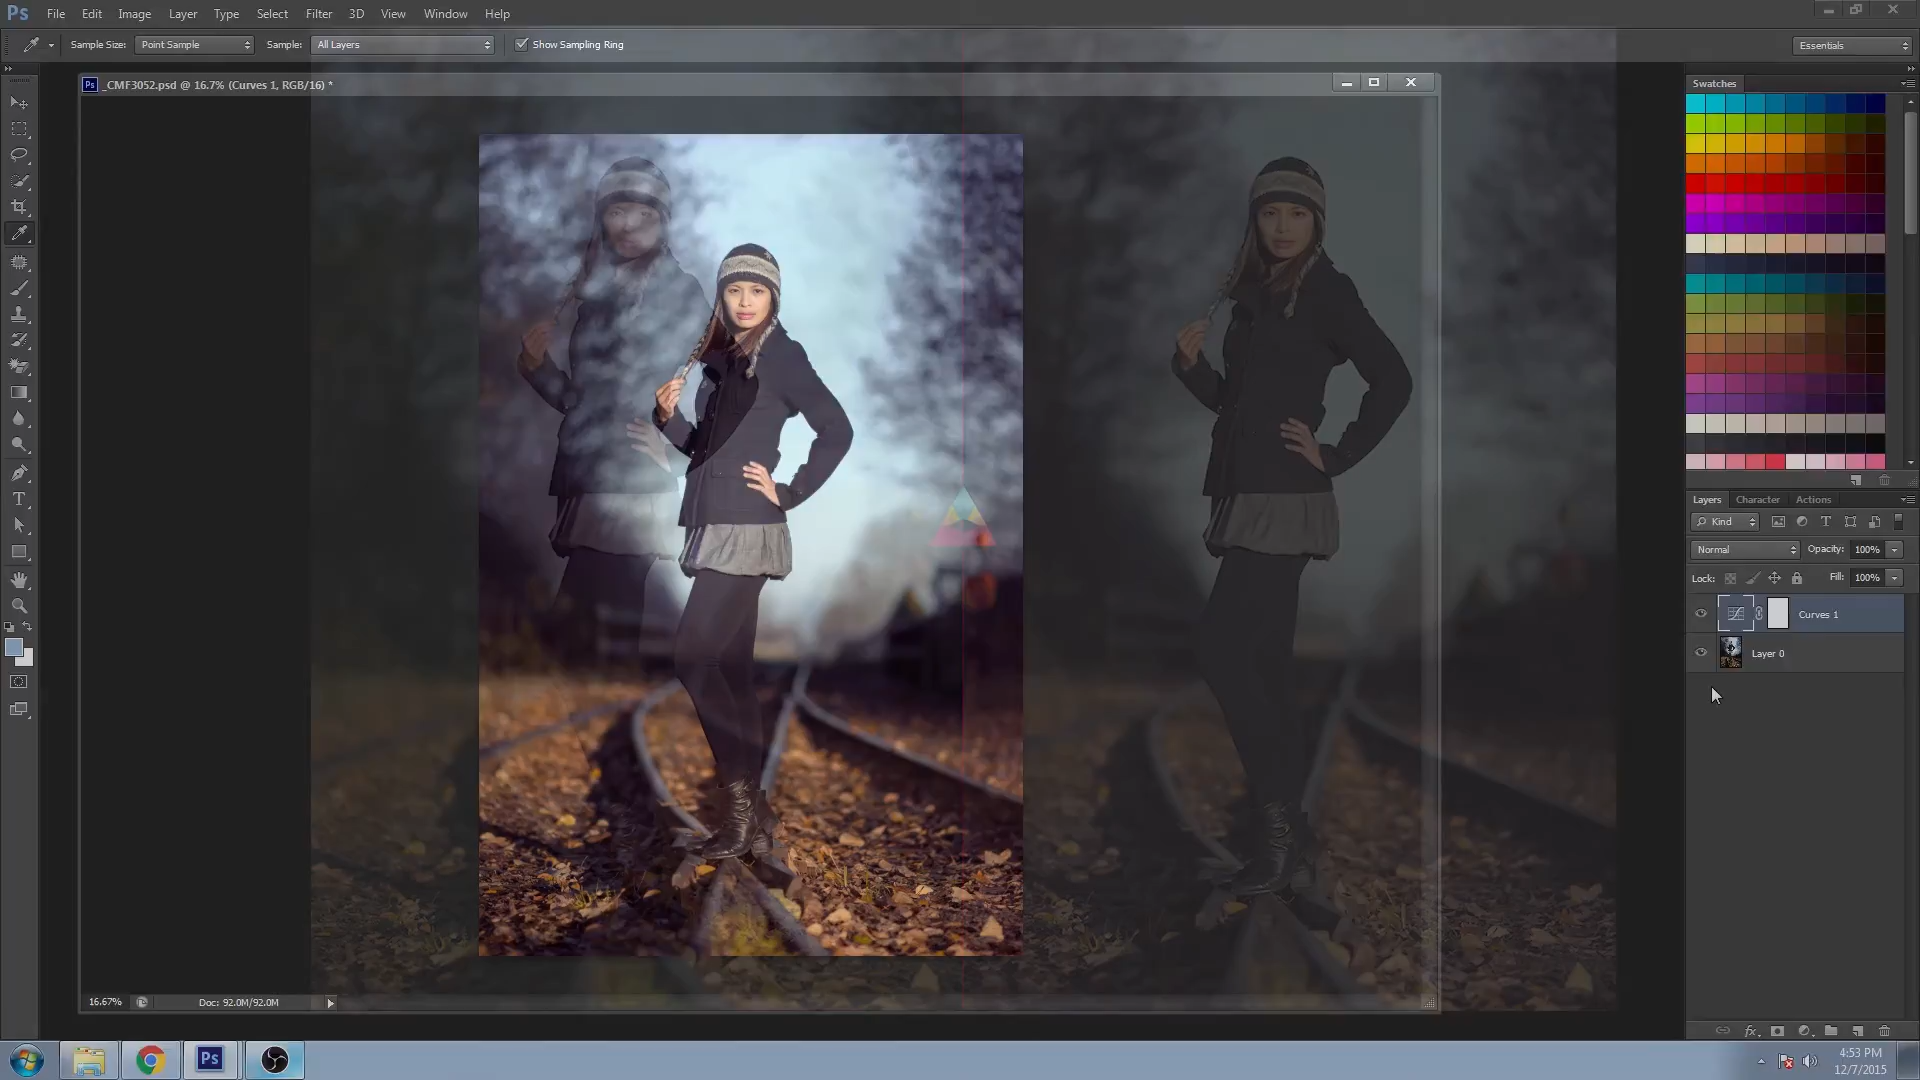 Ps File Edit Image Layer Type Select Filter 3D View Window Help
Sample Size: Point Sample Sample: All Layers Show Sampling Ring Essentials
Ps _CMF3052.psd @ 16.7% (Curves 1, RGB/16) *
Swatches
Layers Character Actions
Kind
Normal Opacity: 100%
Lock: Fill: 100%
Curves 1
Layer 0
16.67% Doc: 92.0M/92.0M
fx
Ps
4:53 PM
12/7/2015